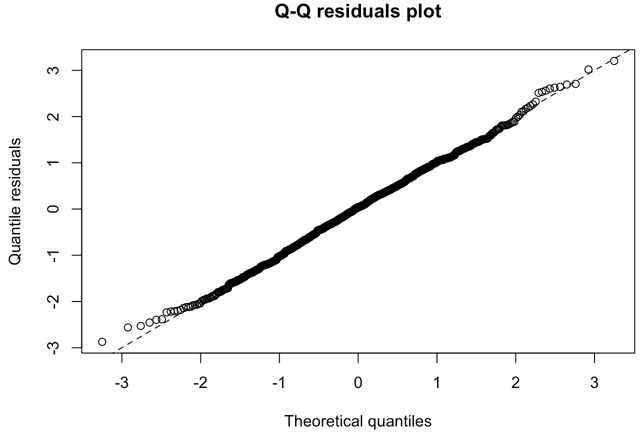 Q-Q residuals plot
3
2
1
0
-1
-2
-3
Quantile residuals
-3 -2 -1 0 1 2 3
Theoretical quantiles